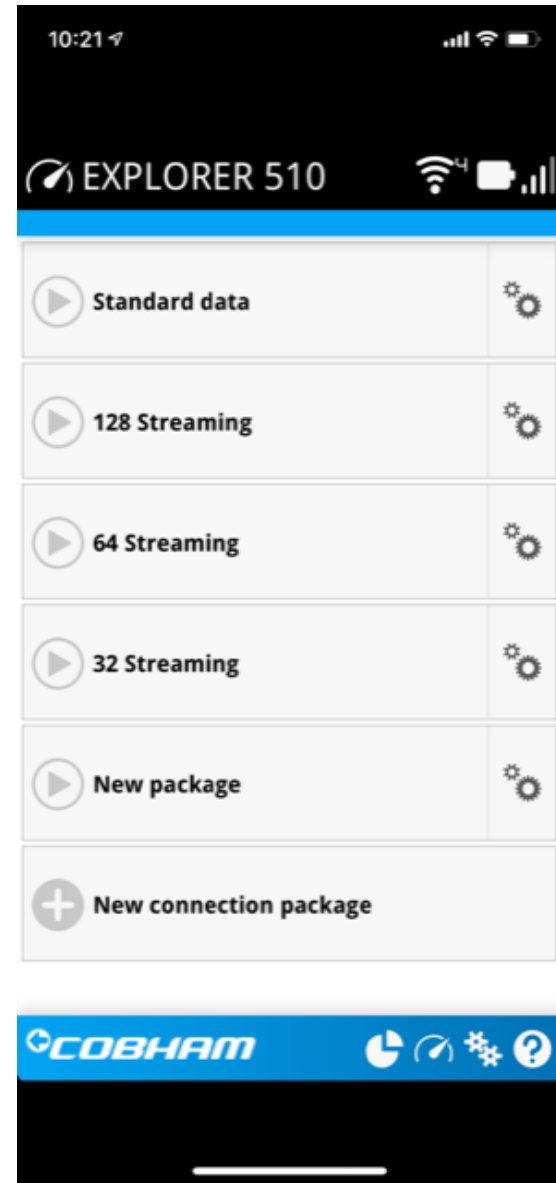 10:21
EXPLORER 510
4
Standard data
128 Streaming
64 Streaming
32 Streaming
New package
New connection package
COBHAM
?